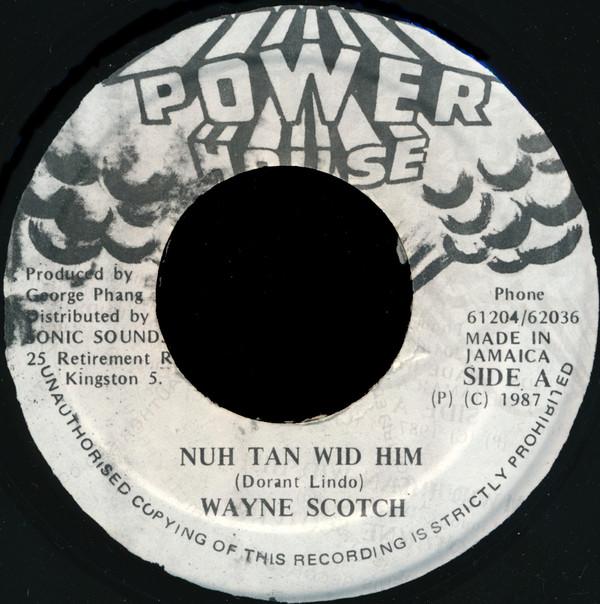 POWER
HOUSE
Produced by
George Phang
Distributed by
SONIC SOUNDS
25 Retirement R
Kingston 5.
Phone
61204/62036
MADE IN
JAMAICA
SIDE A
(P) (C) 1987
NUH TAN WID HIM
(Dorant Lindo)
WAYNE SCOTCH
UNAUTHORISED COPYING OF THIS RECORDING IS STRICTLY PROHIBITED